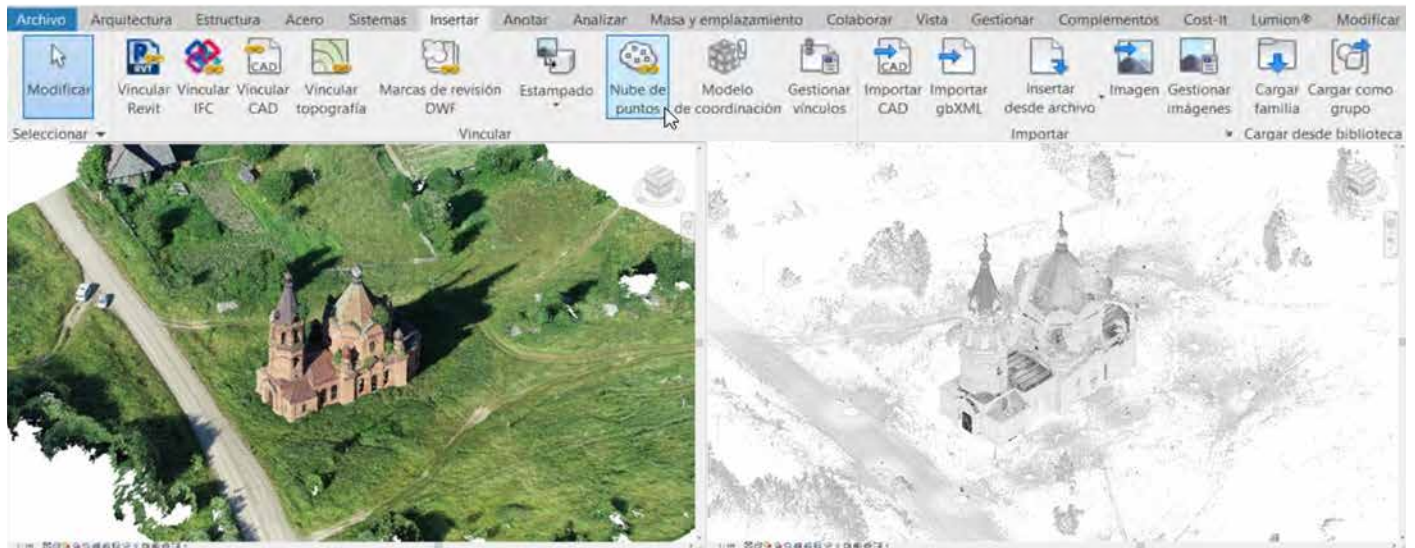 Archivo Arquitectura Estructura Acero Sistemas Insertar Anotar Analizar Masa y emplazamiento Colaborar Vista Gestionar Complementos Cost-It Lumion® Modificar
RVT CAD CAD
Modificar Vincular Vincular Vincular Vincular Marcas de revisión Estampado Nube de Modelo Gestionar Importar Importar Insertar Imagen Gestionar Cargar Cargar como
Revit IFC CAD topografía DWF puntos de coordinación vínculos CAD gbXML desde archivo imágenes familia grupo
Seleccionar Vincular Importar Cargar desde biblioteca